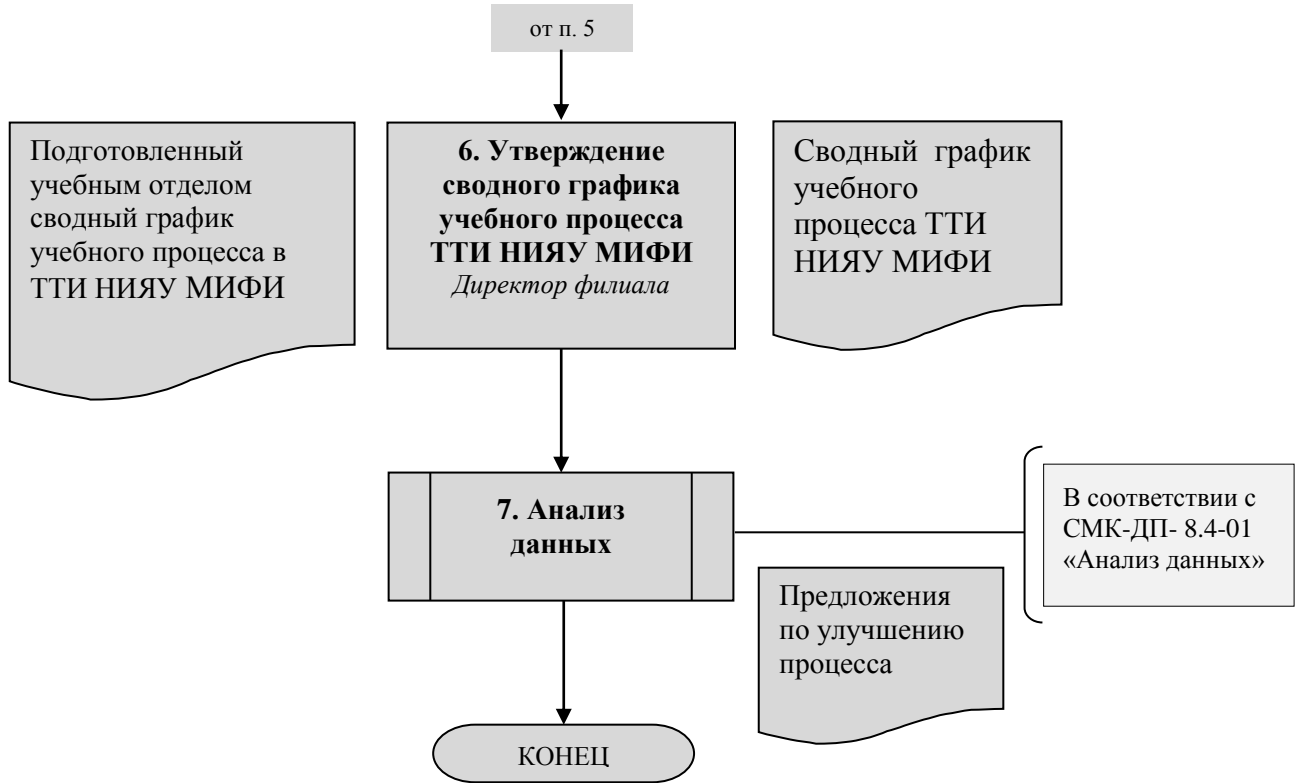 от п. 5
Подготовленный
учебным отделом
сводный график
учебного процесса в
ТТИ НИЯУ МИФИ
6. Утверждение
сводного графика
учебного процесса
ТТИ НИЯУ МИФИ
Директор филиала
Сводный график
учебного
процесса ТТИ
НИЯУ МИФИ
7. Анализ
данных
В соответствии с
СМК-ДП- 8.4-01
«Анализ данных»
Предложения
по улучшению
процесса
КОНЕЦ